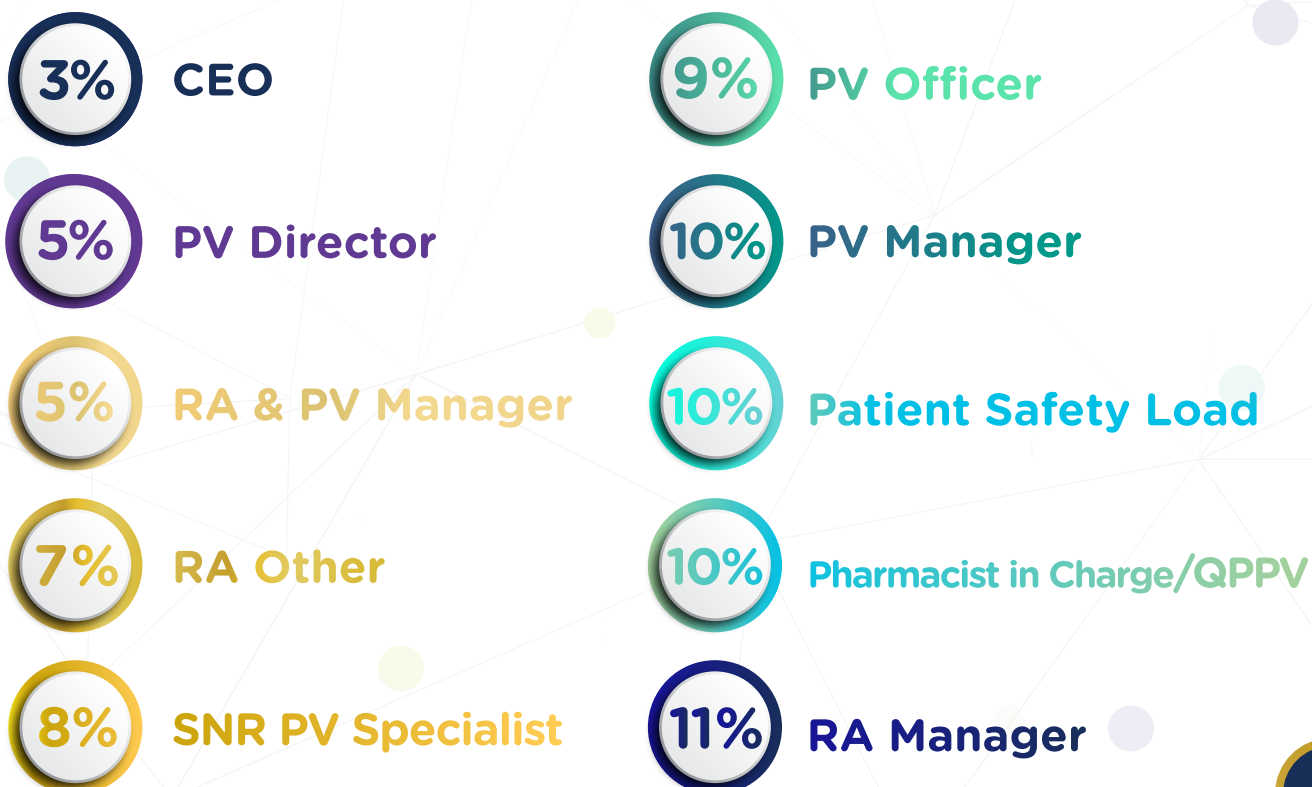 3% CEO
5% PV Director
5% RA & PV Manager
7% RA Other
8% SNR PV Specialist
9% PV Officer
10% PV Manager
10% Patient Safety Load
10% Pharmacist in Charge/QPPV
11% RA Manager